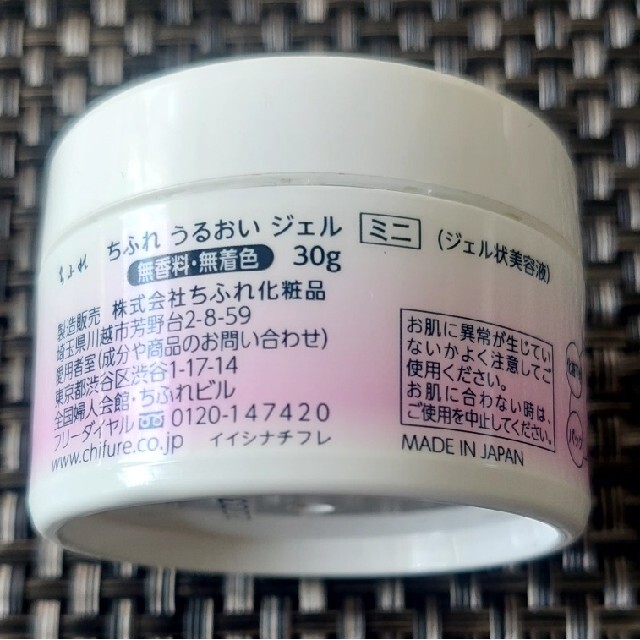 ちふれ ちふれ うるおい ジェル ミニ (ジェル状美容液)
無香料・無着色 30g
製造販売 株式会社ちふれ化粧品
埼玉県川越市芳野台2-8-59
愛用者室(成分や商品のお問い合わせ)
東京都渋谷区渋谷1-17-14
全国婦人会館・ちふれビル
フリーダイヤル 0120-147420
イイシナチフレ
www.chifure.co.jp
お肌に異常が生じてい
ないかよく注意してご
使用ください。
お肌に合わない時は、
ご使用を中止してください。
MADE IN JAPAN